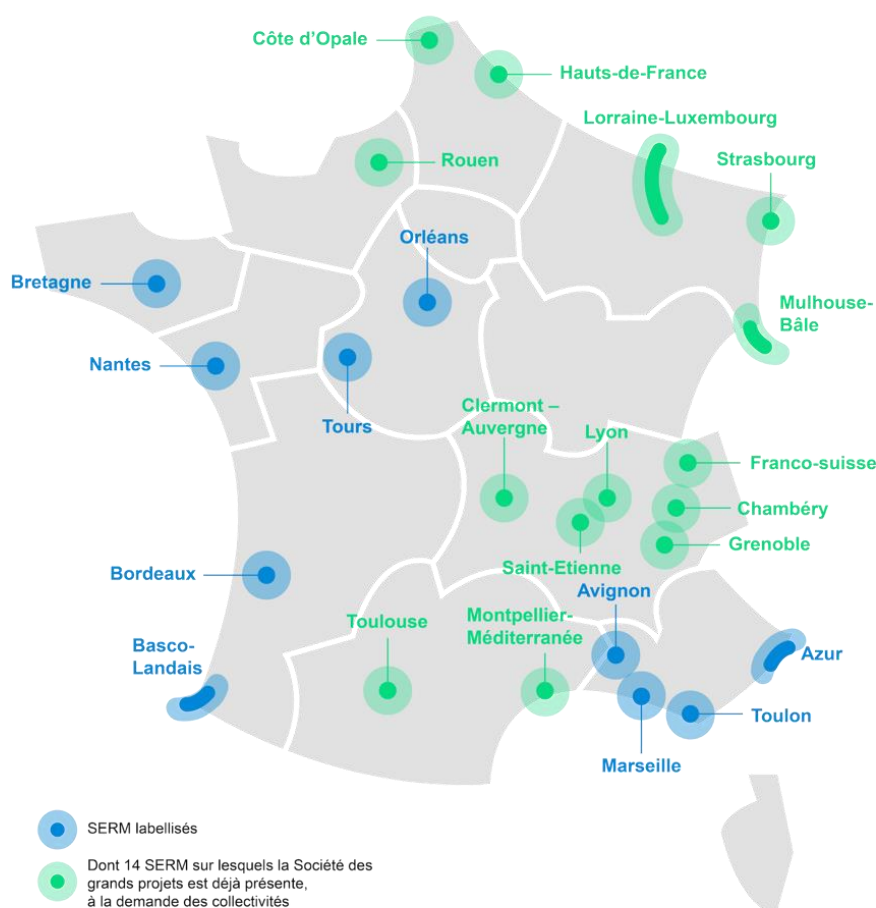 Côte d'Opale
Hauts-de-France
Lorraine-Luxembourg
Strasbourg
Rouen
Orléans
Bretagne
Mulhouse-
Bâle
Nantes
Tours
Clermont –
Auvergne
Lyon
Franco-suisse
Chambéry
Grenoble
Saint-Etienne
Bordeaux
Avignon
Toulouse
Montpellier-
Méditerranée
Basco-
Landais
Azur
Toulon
Marseille
SERM labellisés
Dont 14 SERM sur lesquels la Société des
grands projets est déjà présente,
à la demande des collectivités